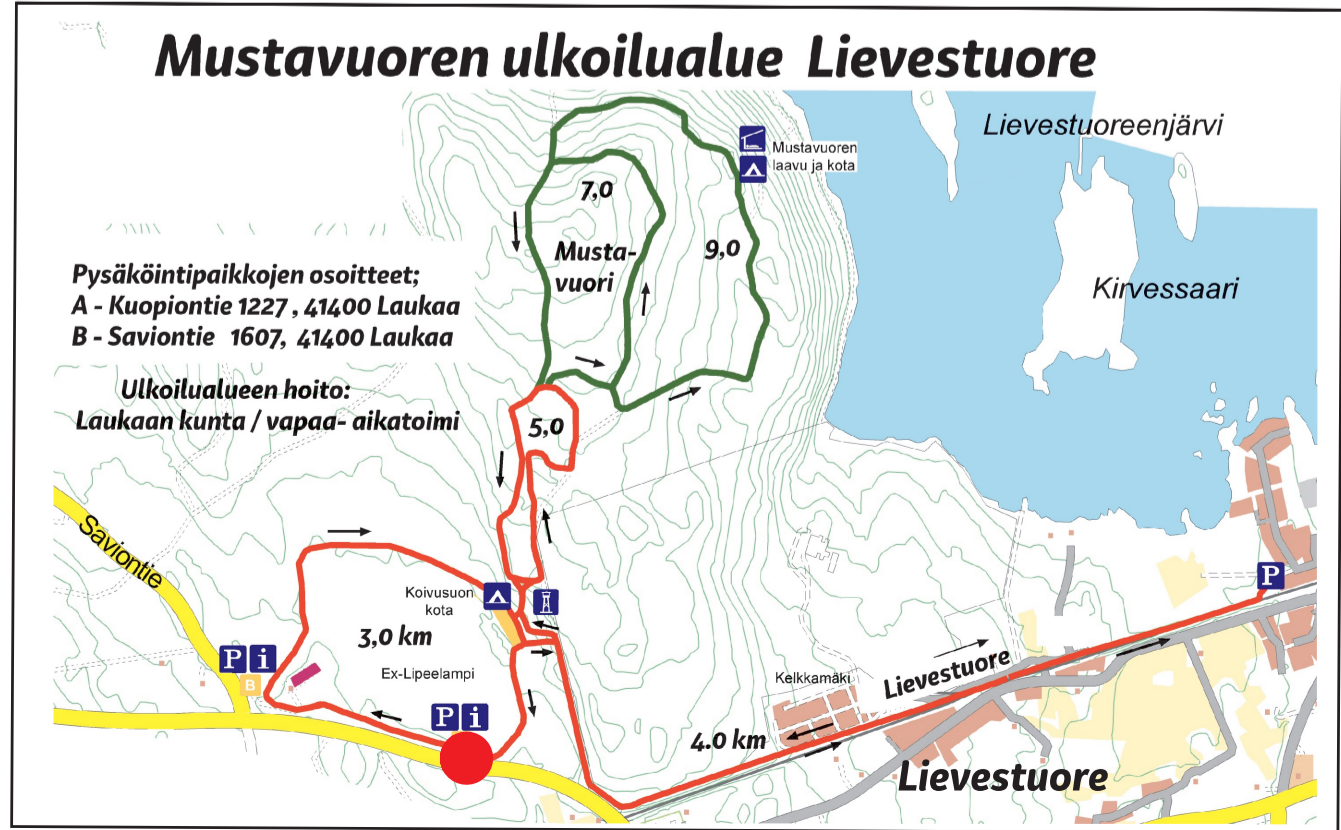 Mustavuoren ulkoilualue Lievestuore
Lievestuoreenjärvi
Mustavuoren
laavu ja kota
7,0
Musta-
vuori
9,0
Kirvessaari
Pysäköintipaikkojen osoitteet;
A - Kuopiontie 1227 , 41400 Laukaa
B - Saviontie 1607, 41400 Laukaa
Ulkoilualueen hoito:
Laukaan kunta / vapaa- aikatoimi
5,0
Saviontie
P
Koivusuon
kota
3,0 km
P i
B
Ex-Lipeelampi
Lievestuore
Kelkkamäki
P i
4.0 km
Lievestuore